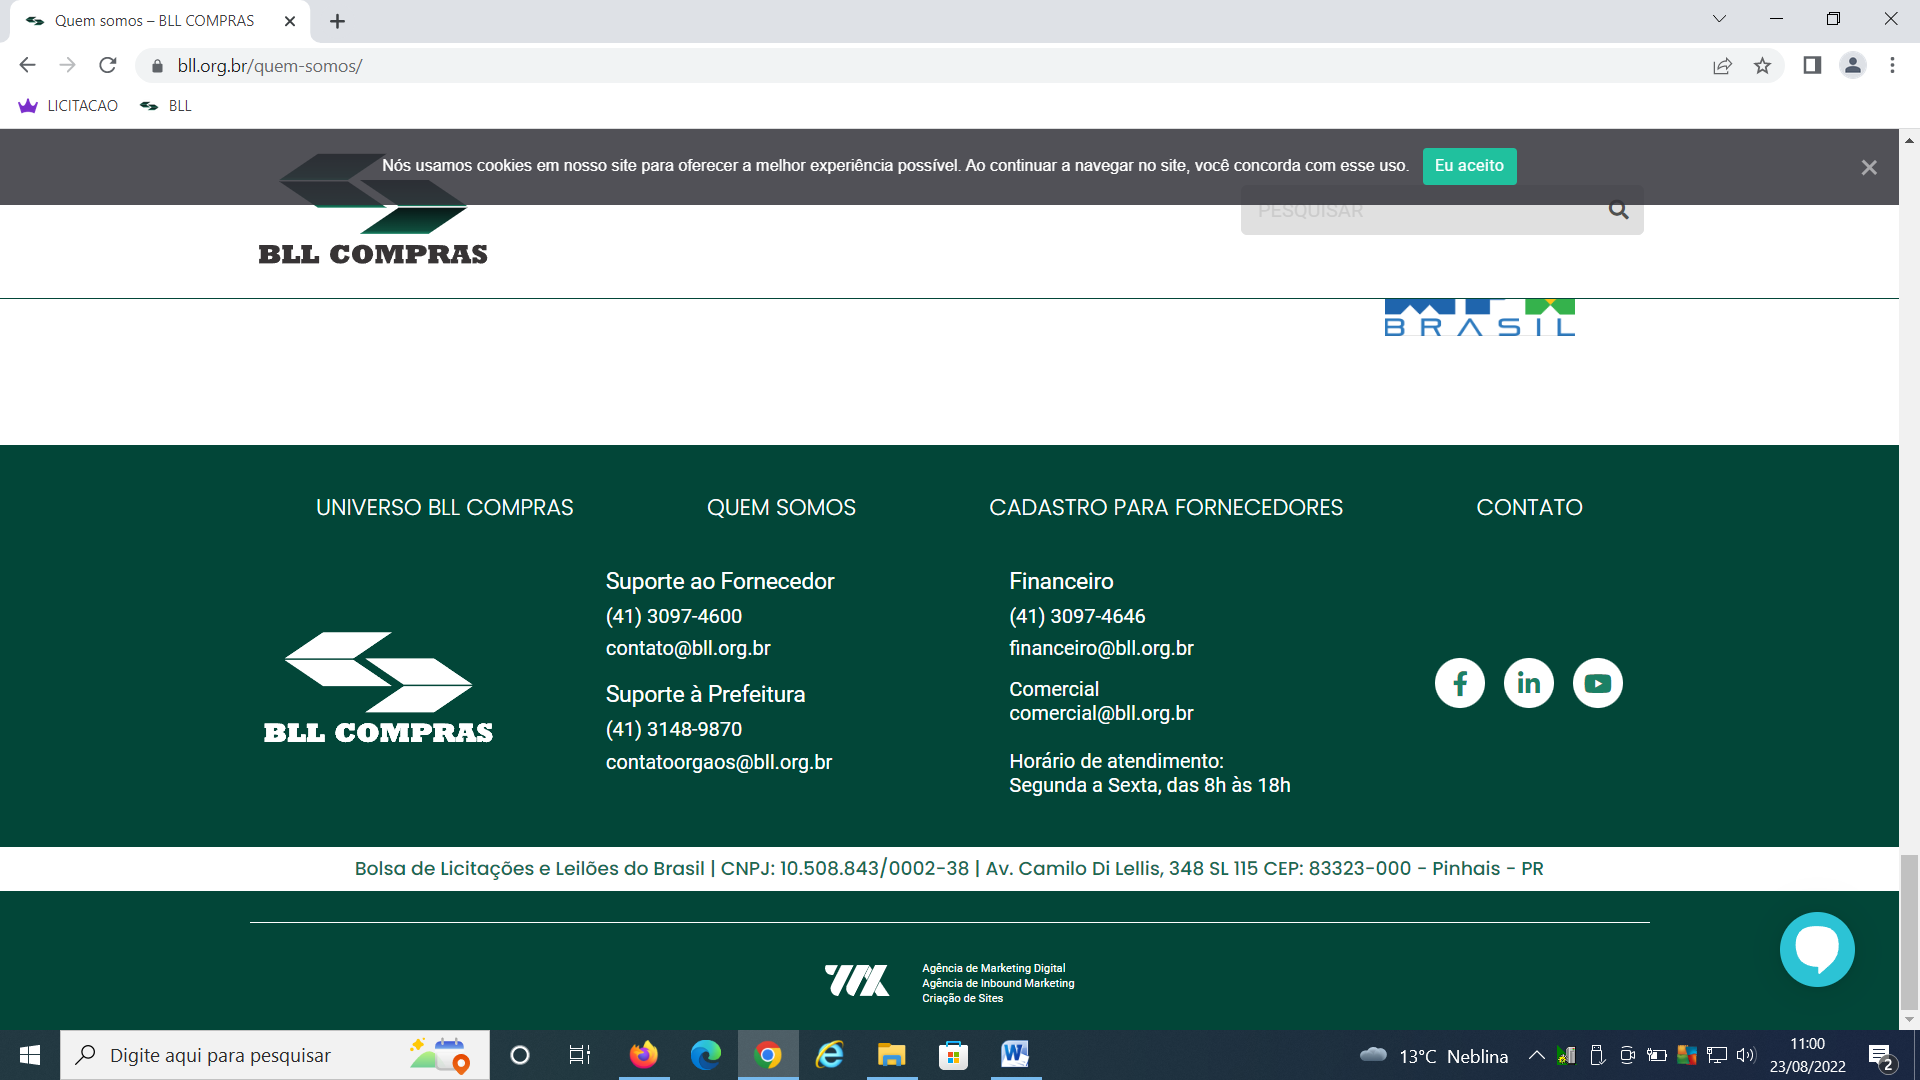 Quem somos – BLL COMPRAS
bll.org.br/quem-somos/
LICITACAO
BLL
Nós usamos cookies em nosso site para oferecer a melhor experiência possível. Ao continuar a navegar no site, você concorda com esse uso.
Eu aceito
PESQUISAR
BLL COMPRAS
BRASIL
UNIVERSO BLL COMPRAS
QUEM SOMOS
CADASTRO PARA FORNECEDORES
CONTATO
BLL COMPRAS
Suporte ao Fornecedor
(41) 3097-4600
contato@bll.org.br
Suporte à Prefeitura
(41) 3148-9870
contatoorgaos@bll.org.br
Financeiro
(41) 3097-4646
financeiro@bll.org.br
Comercial
comercial@bll.org.br
Horário de atendimento:
Segunda a Sexta, das 8h às 18h
Bolsa de Licitações e Leilões do Brasil | CNPJ: 10.508.843/0002-38 | Av. Camilo Di Lellis, 348 SL 115 CEP: 83323-000 - Pinhais - PR
Agência de Marketing Digital
Agência de Inbound Marketing
Criação de Sites
Digite aqui para pesquisar
13°C Neblina
11:00
23/08/2022
2